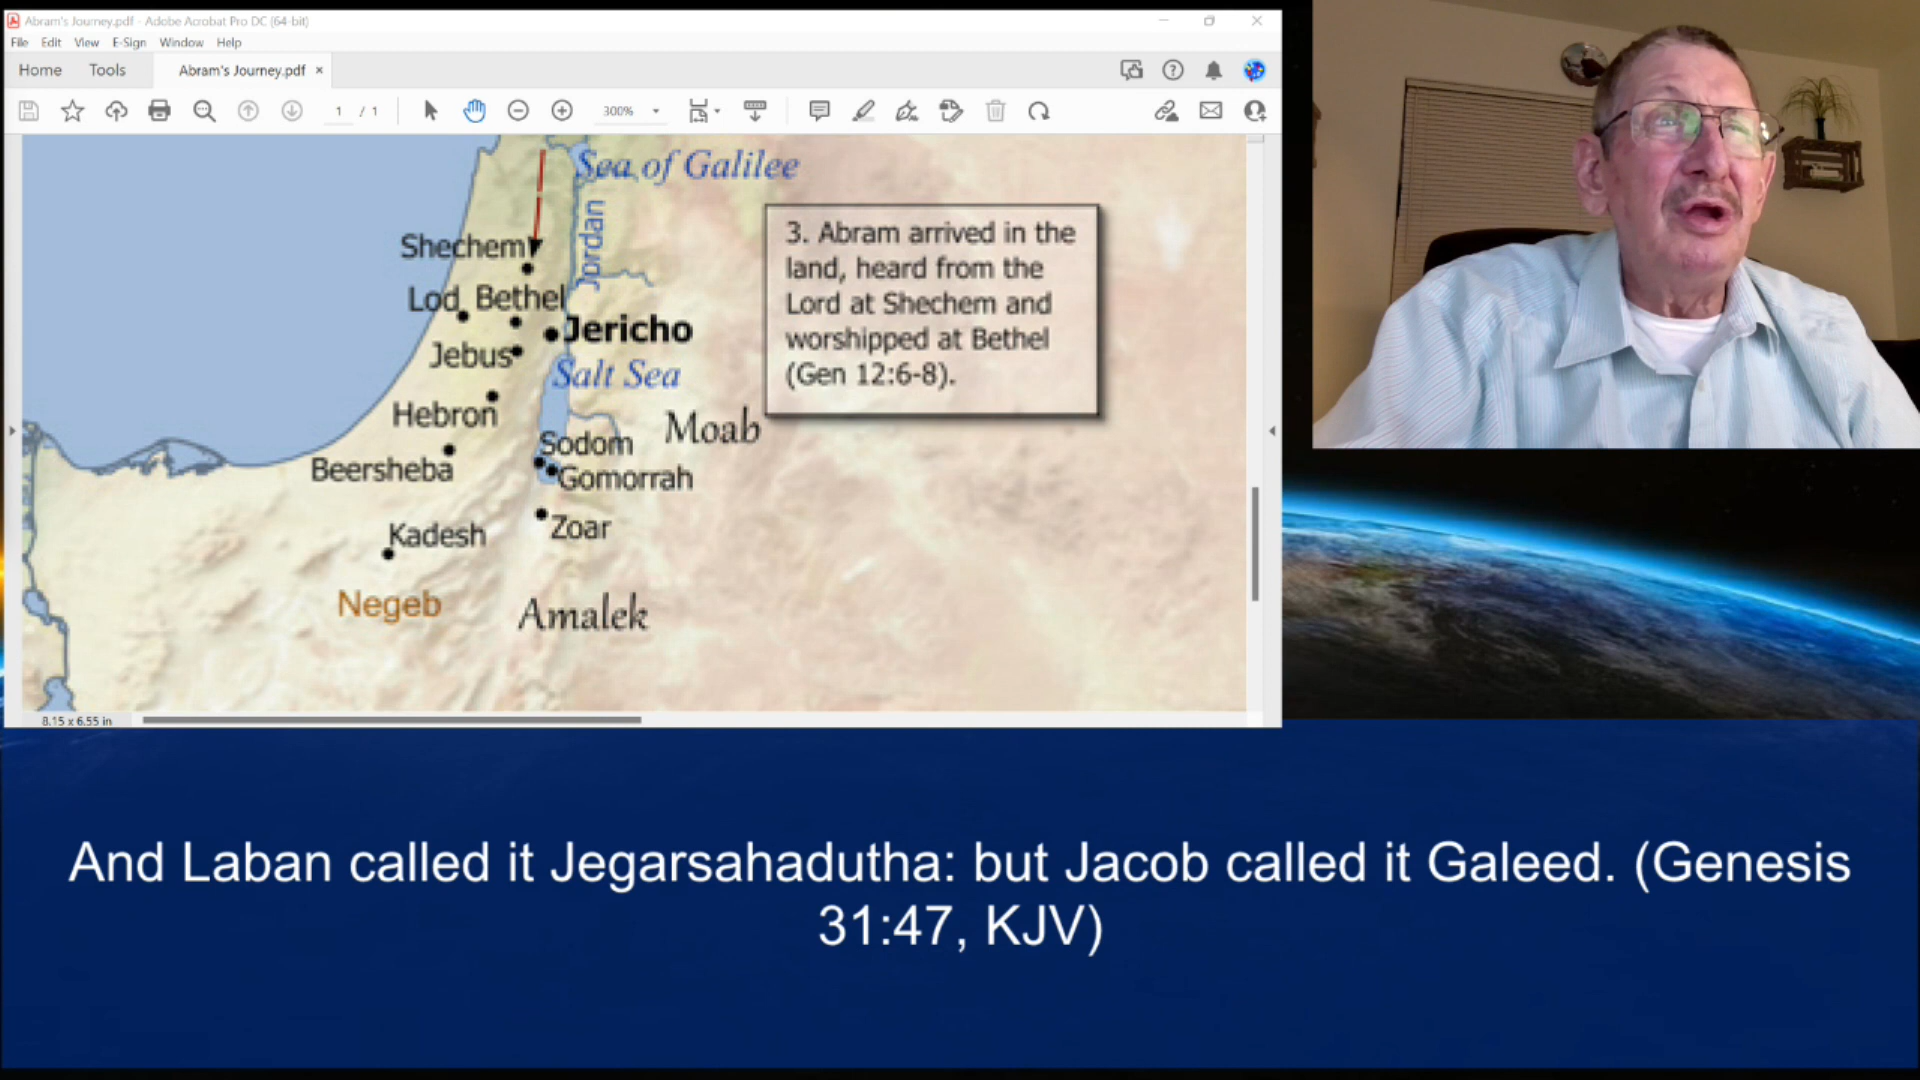 Abram's Journey.pdf - Adobe Acrobat Pro DC (64-bit)
File Edit View E-Sign Window Help
Home Tools Abram's Journey.pdf ×
1 / 1 300%
Sea of Galilee
Jordan
Shechem
Lod Bethel
Jericho
Jebus
Salt Sea
Hebron
Moab
Sodom
Beersheba
Gomorrah
Kadesh
Zoar
Negeb
Amalek
3. Abram arrived in the
land, heard from the
Lord at Shechem and
worshipped at Bethel
(Gen 12:6-8).
8.15 x 6.55 in
And Laban called it Jegarsahadutha: but Jacob called it Galeed. (Genesis
31:47, KJV)